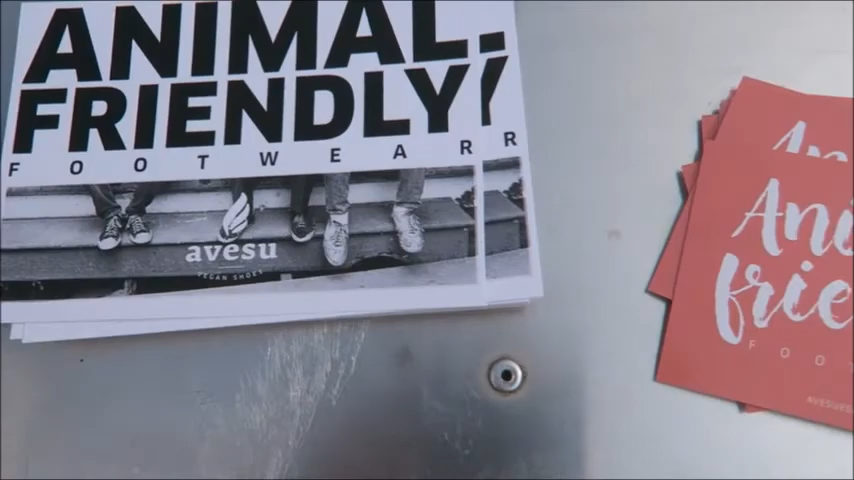 ANIMAL
FRIENDLY
FOOTWEAR
R
avesu
VEGAN SHOES
Ani
frie
FOO